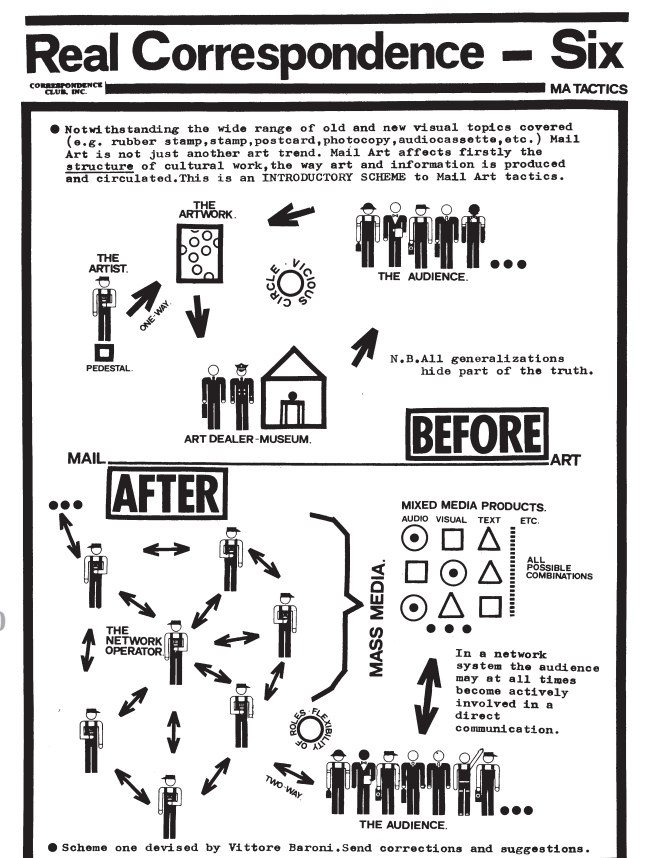 Real Correspondence – Six
CORRESPONDENCE
CLUB, INC.
MA TACTICS
● Notwithstanding the wide range of old and new visual topics covered
(e.g. rubber stamp,stamp,postcard,photocopy,audiocassette,etc.) Mail
Art is not just another art trend. Mail Art affects firstly the
structure of cultural work,the way art and information is produced
and circulated.This is an INTRODUCTORY SCHEME to Mail Art tactics.
THE
ARTWORK.
THE
ARTIST.
ONE-WAY.
PEDESTAL.
VICIOUS CIRCLE ·
THE AUDIENCE.
N.B.All generalizations
hide part of the truth.
ART DEALER-MUSEUM.
BEFORE
MAIL
ART
AFTER
MIXED MEDIA PRODUCTS.
AUDIO VISUAL TEXT ETC.
ALL
POSSIBLE
COMBINATIONS
MASS MEDIA.
THE
NETWORK
OPERATOR.
In a network
system the audience
may at all times
become actively
involved in a
direct
communication.
FLEXIBILITY OF ROLES ·
TWO-WAY.
THE AUDIENCE.
● Scheme one devised by Vittore Baroni.Send corrections and suggestions.